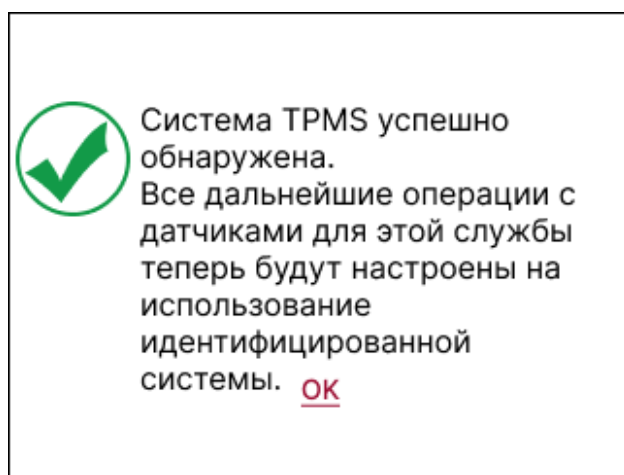 Система TPMS успешно
обнаружена.
Все дальнейшие операции с
датчиками для этой службы
теперь будут настроены на
использование
идентифицированной
системы. OK